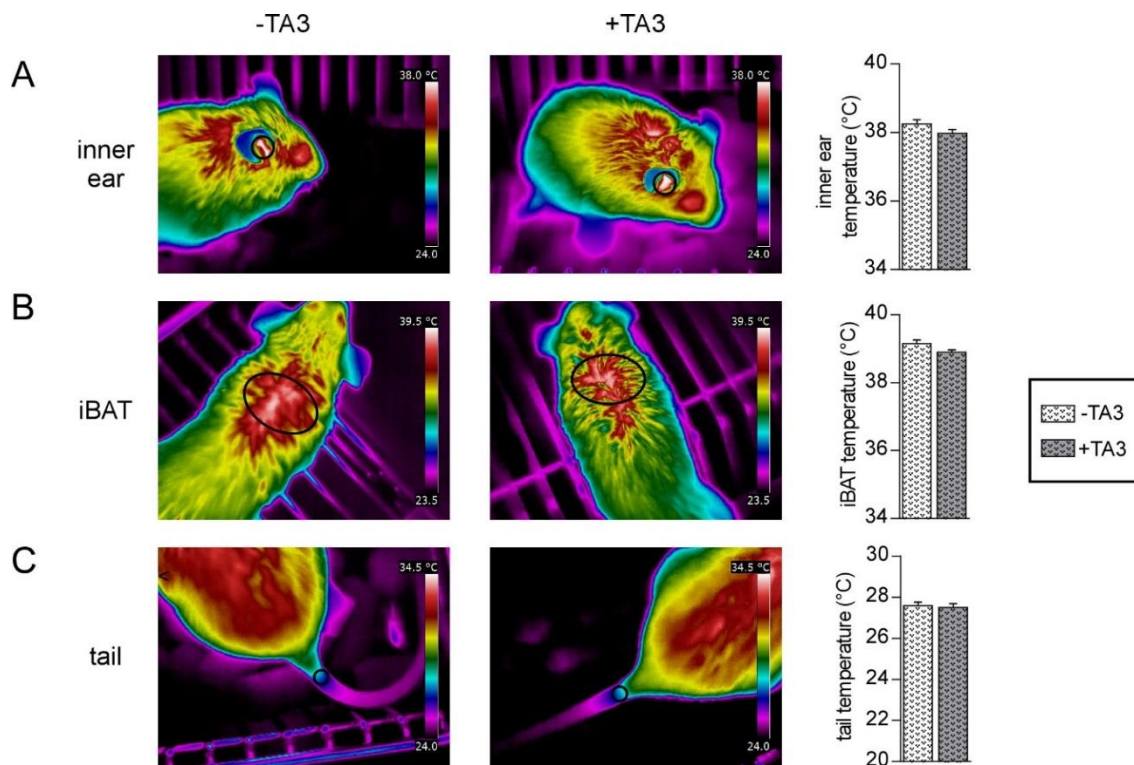 -TA3
+TA3
A
inner
ear
38.0 °C
24.0
38.0 °C
24.0
inner ear
temperature (°C)
40
38
36
34
B
iBAT
39.5 °C
23.5
39.5 °C
23.5
iBAT temperature (°C)
40
38
36
34
-TA3
+TA3
C
tail
34.5 °C
24.0
34.5 °C
24.0
tail temperature (°C)
30
28
26
24
22
20